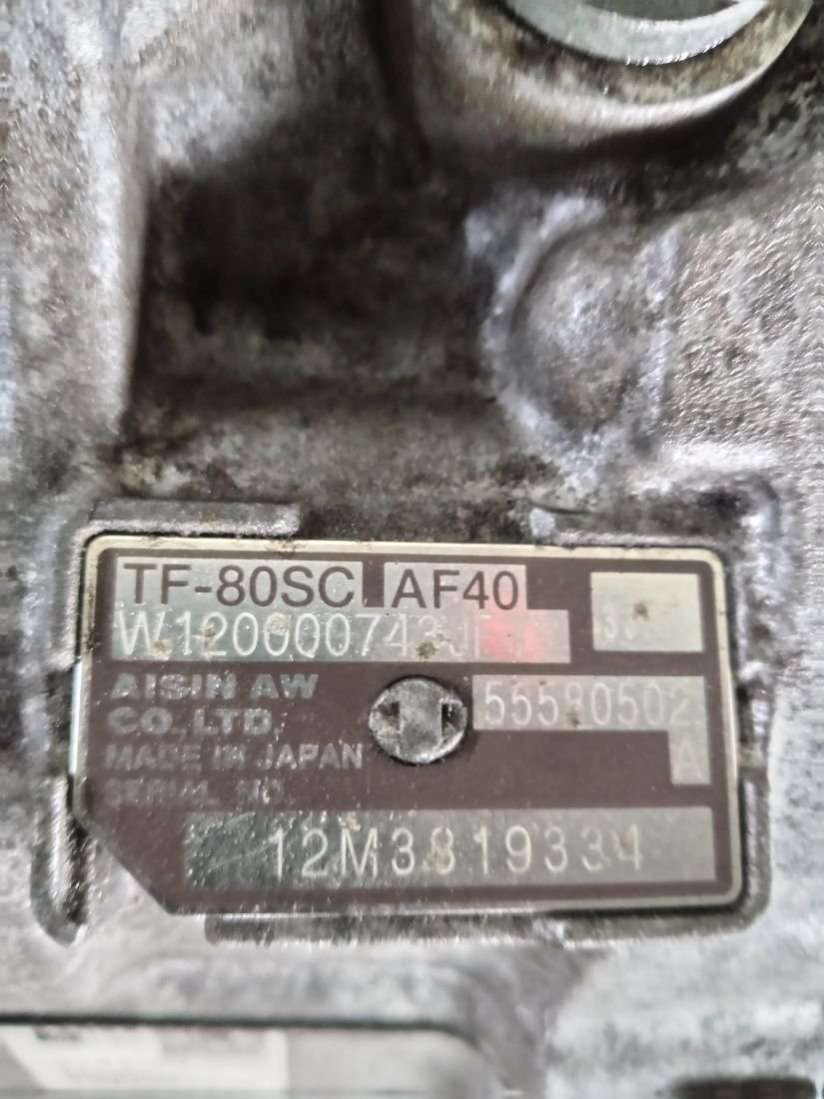 TF-80SC AF40
AISIN AW
CO.,LTD.
55580502
MADE IN JAPAN
A
SERIAL NO.
12M3819334